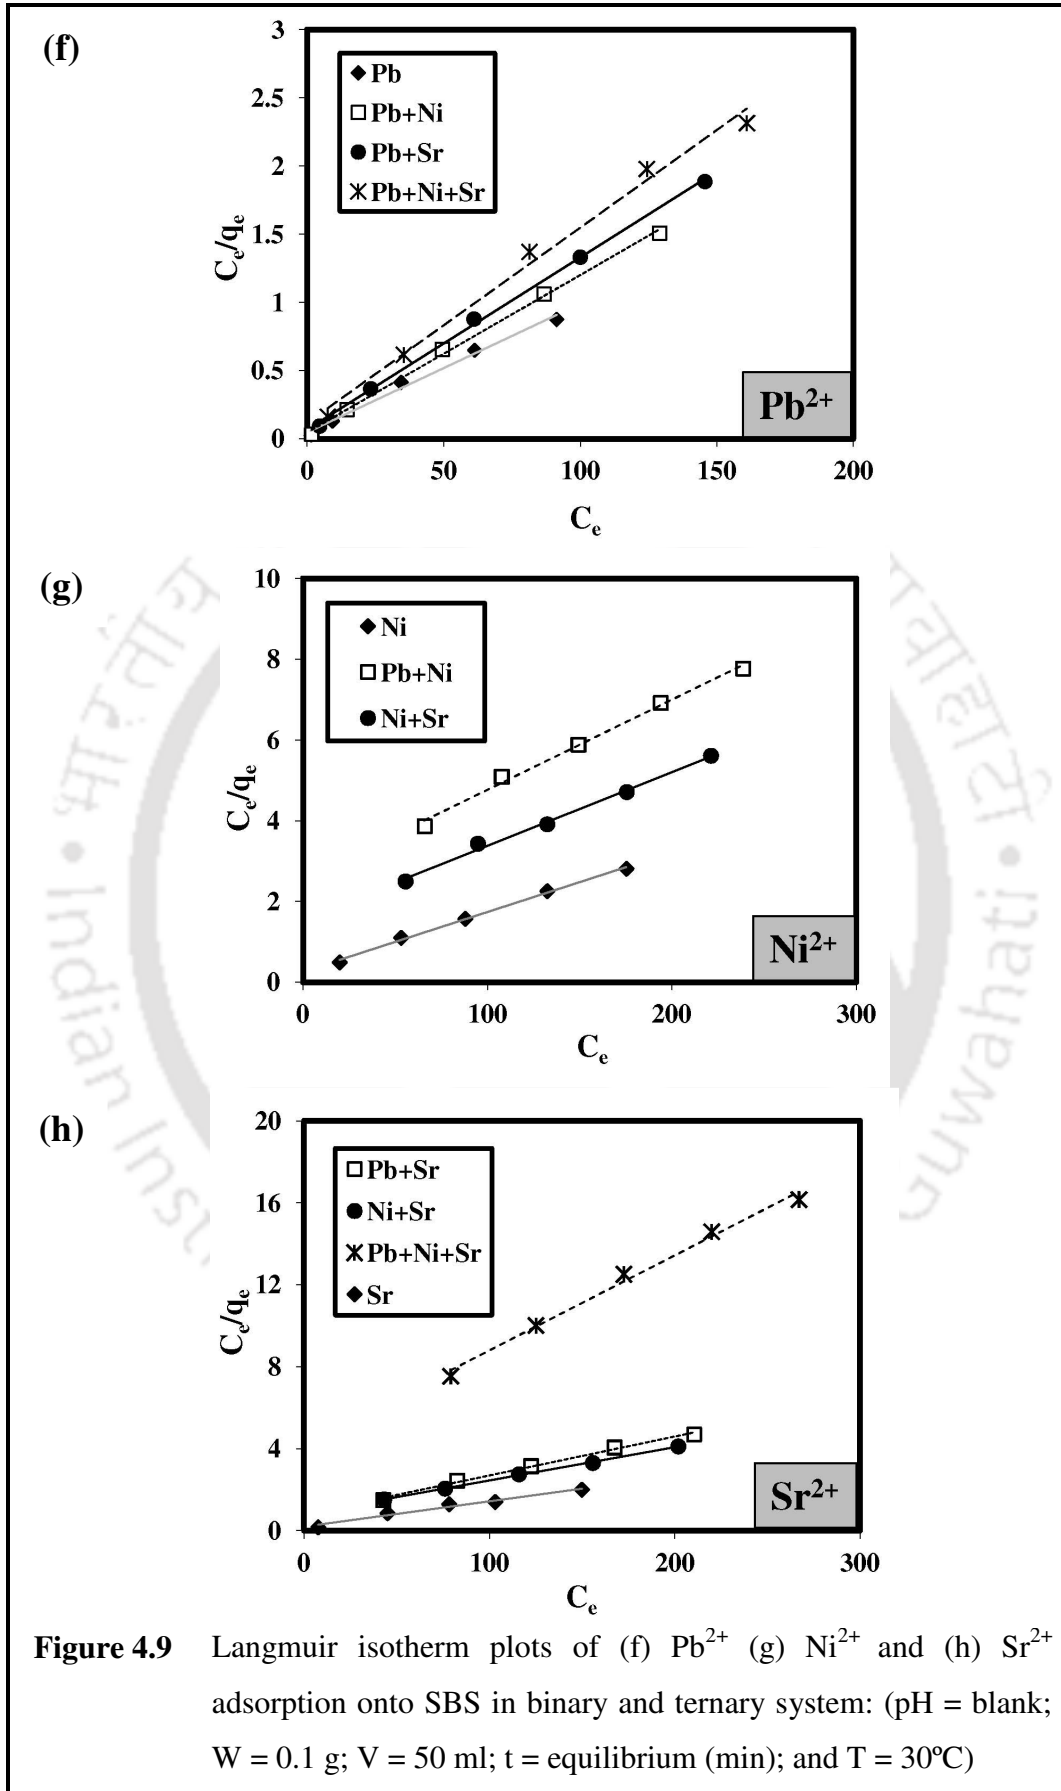 (f)
3
2.5
2
1.5
1
0.5
0
0 50 100 150 200
Cₑ/qₑ
Cₑ
Pb
Pb+Ni
Pb+Sr
Pb+Ni+Sr
Pb²⁺
(g)
10
8
6
4
2
0
0 100 200 300
Cₑ/qₑ
Cₑ
Ni
Pb+Ni
Ni+Sr
Ni²⁺
(h)
20
16
12
8
4
0
0 100 200 300
Cₑ/qₑ
Cₑ
Pb+Sr
Ni+Sr
Pb+Ni+Sr
Sr
Sr²⁺
Indian Inst
Guwahati
Figure 4.9 Langmuir isotherm plots of (f) Pb²⁺ (g) Ni²⁺ and (h) Sr²⁺
adsorption onto SBS in binary and ternary system: (pH = blank;
W = 0.1 g; V = 50 ml; t = equilibrium (min); and T = 30ºC)